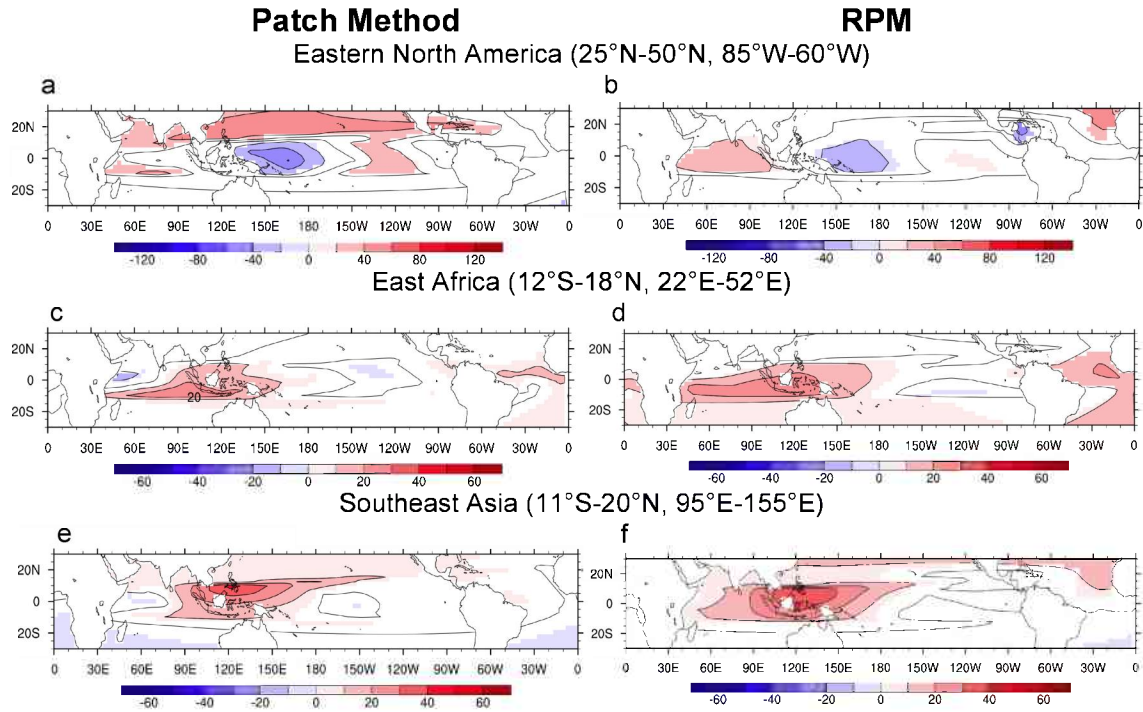 Patch Method RPM
Eastern North America (25°N-50°N, 85°W-60°W)
a b
20N 20N
0 0
20S 20S
0 30E 60E 90E 120E 150E 180 150W 120W 90W 60W 30W 0 0 30E 60E 90E 120E 150E 180 150W 120W 90W 60W 30W 0
-120 -80 -40 0 40 80 120 -120 -80 -40 0 40 80 120
East Africa (12°S-18°N, 22°E-52°E)
c d
20N 20N
0 0
20S 20 20S
0 30E 60E 90E 120E 150E 180 150W 120W 90W 60W 30W 0 0 30E 60E 90E 120E 150E 180 150W 120W 90W 60W 30W 0
-60 -40 -20 0 20 40 60 -60 -40 -20 0 20 40 60
Southeast Asia (11°S-20°N, 95°E-155°E)
e f
20N 20N
0 0
20S 20S
0 30E 60E 90E 120E 150E 180 150W 120W 90W 60W 30W 0 0 30E 60E 90E 120E 150E 180 150W 120W 90W 60W 30W 0
-60 -40 -20 0 20 40 60 -60 -40 -20 0 20 40 60